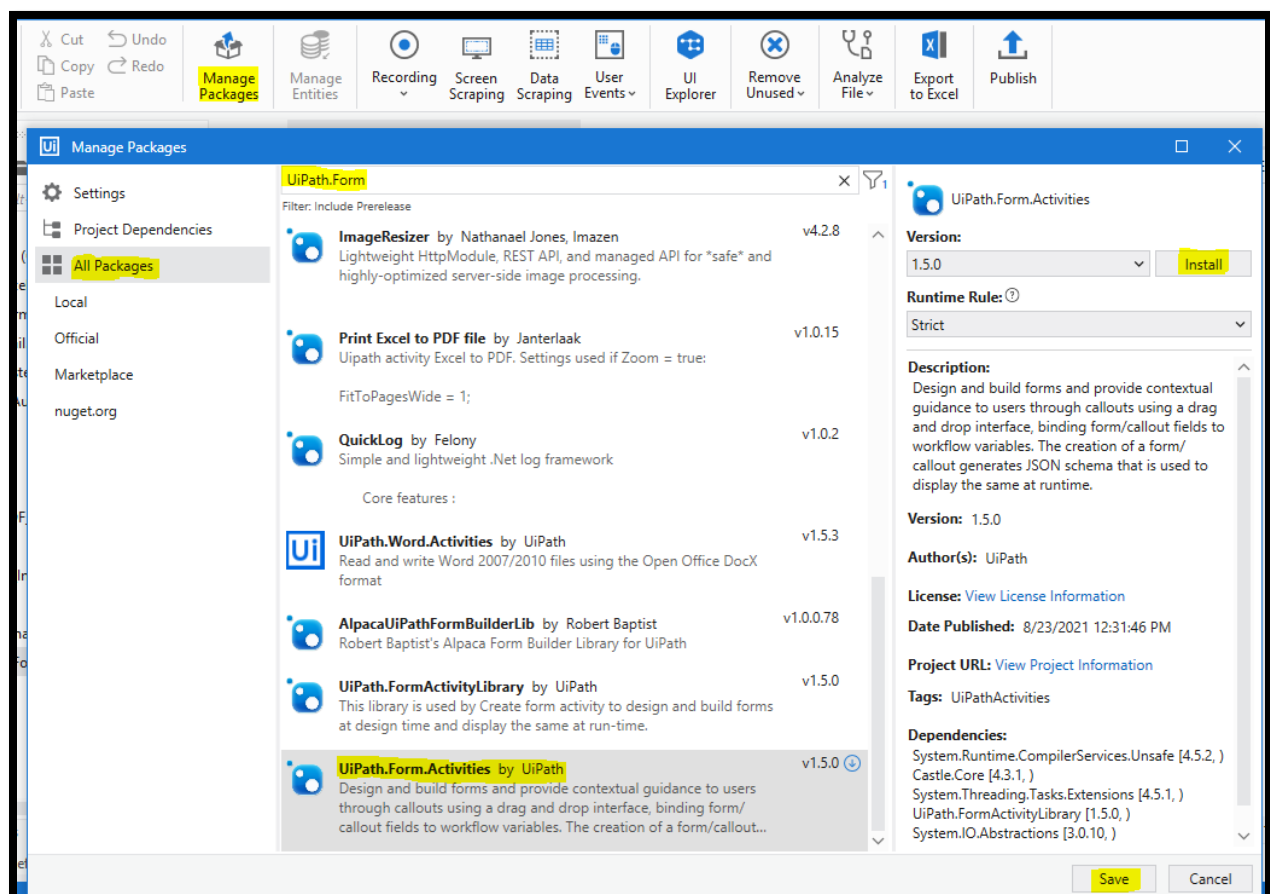 Cut Undo
Copy Redo
Paste
Manage
Packages
Manage
Entities
Recording
Screen
Scraping
Data
Scraping
User
Events
UI
Explorer
Remove
Unused
Analyze
File
Export
to Excel
Publish
Ui Manage Packages
Settings
Project Dependencies
All Packages
Local
Official
Marketplace
nuget.org
UiPath.Form
1
Filter: Include Prerelease
ImageResizer by Nathanael Jones, Imazen v4.2.8
Lightweight HttpModule, REST API, and managed API for *safe* and
highly-optimized server-side image processing.
Print Excel to PDF file by Janterlaak v1.0.15
Uipath activity Excel to PDF. Settings used if Zoom = true:
FitToPagesWide = 1;
QuickLog by Felony v1.0.2
Simple and lightweight .Net log framework
Core features :
Ui
UiPath.Word.Activities by UiPath v1.5.3
Read and write Word 2007/2010 files using the Open Office DocX
format
AlpacaUiPathFormBuilderLib by Robert Baptist v1.0.0.78
Robert Baptist's Alpaca Form Builder Library for UiPath
UiPath.FormActivityLibrary by UiPath v1.5.0
This library is used by Create form activity to design and build forms
at design time and display the same at run-time.
UiPath.Form.Activities by UiPath v1.5.0
Design and build forms and provide contextual guidance to users
through callouts using a drag and drop interface, binding form/
callout fields to workflow variables. The creation of a form/callout...
UiPath.Form.Activities
Version:
1.5.0 Install
Runtime Rule: ?
Strict
Description:
Design and build forms and provide contextual
guidance to users through callouts using a drag
and drop interface, binding form/callout fields to
workflow variables. The creation of a form/
callout generates JSON schema that is used to
display the same at runtime.
Version: 1.5.0
Author(s): UiPath
License: View License Information
Date Published: 8/23/2021 12:31:46 PM
Project URL: View Project Information
Tags: UiPathActivities
Dependencies:
System.Runtime.CompilerServices.Unsafe [4.5.2, )
Castle.Core [4.3.1, )
System.Threading.Tasks.Extensions [4.5.1, )
UiPath.FormActivityLibrary [1.5.0, )
System.IO.Abstractions [3.0.10, )
Save Cancel